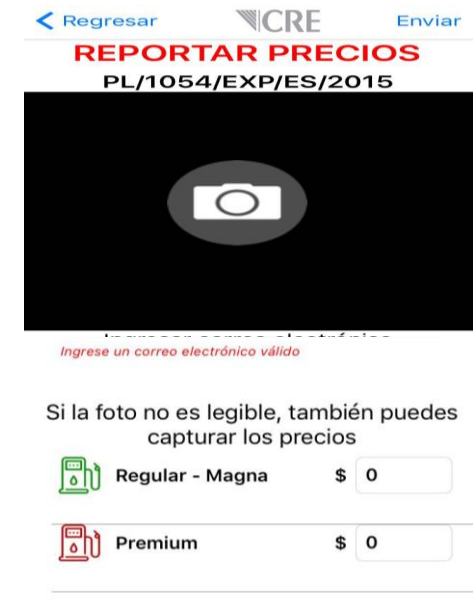 Regresar CRE Enviar
REPORTAR PRECIOS
PL/1054/EXP/ES/2015
Ingrese un correo electrónico válido
Si la foto no es legible, también puedes
capturar los precios
Regular - Magna $ 0
Premium $ 0